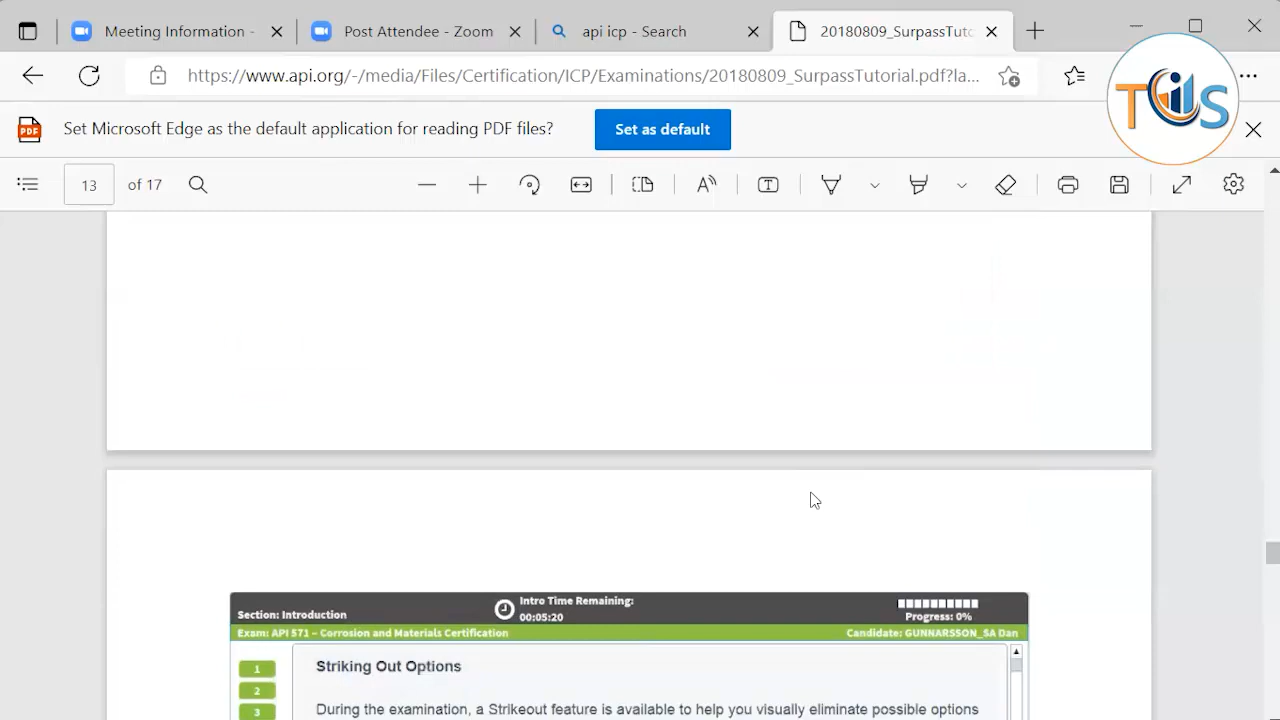 Meeting Information -
Post Attendee - Zoom
api icp - Search
20180809_SurpassTuto
https://www.api.org/-/media/Files/Certification/ICP/Examinations/20180809_SurpassTutorial.pdf?la...
TIS
PDF
Set Microsoft Edge as the default application for reading PDF files?
Set as default
13 of 17
Section: Introduction
Intro Time Remaining:
00:05:20
Progress: 0%
Exam: API 571 – Corrosion and Materials Certification
Candidate: GUNNARSSON_SA Dan
1
2
3
Striking Out Options
During the examination, a Strikeout feature is available to help you visually eliminate possible options